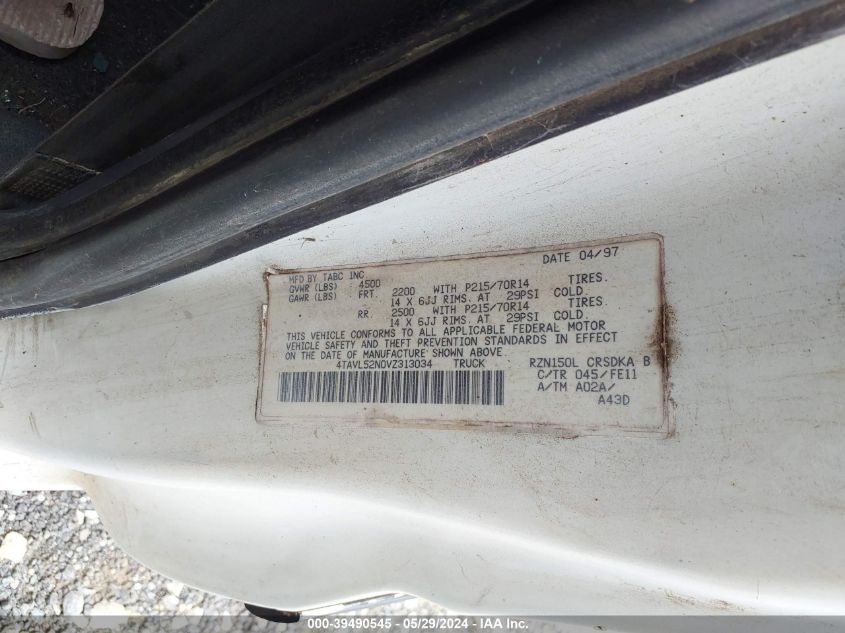 DATE 04/97
MFD BY TABC INC
GVWR (LBS) 4500
GAWR (LBS) FRT. 2200 WITH P215/70R14 TIRES.
14 X 6JJ RIMS. AT 29PSI COLD.
RR. 2500 WITH P215/70R14 TIRES.
14 X 6JJ RIMS. AT 29PSI COLD.
THIS VEHICLE CONFORMS TO ALL APPLICABLE FEDERAL MOTOR
VEHICLE SAFETY AND THEFT PREVENTION STANDARDS IN EFFECT
ON THE DATE OF MANUFACTURE SHOWN ABOVE.
4TAVL52N0VZ313034 TRUCK RZN150L CRSDKA B
C/TR 045/FE11
A/TM A02A/
A43D
000-39490545 - 05/29/2024 - IAA Inc.